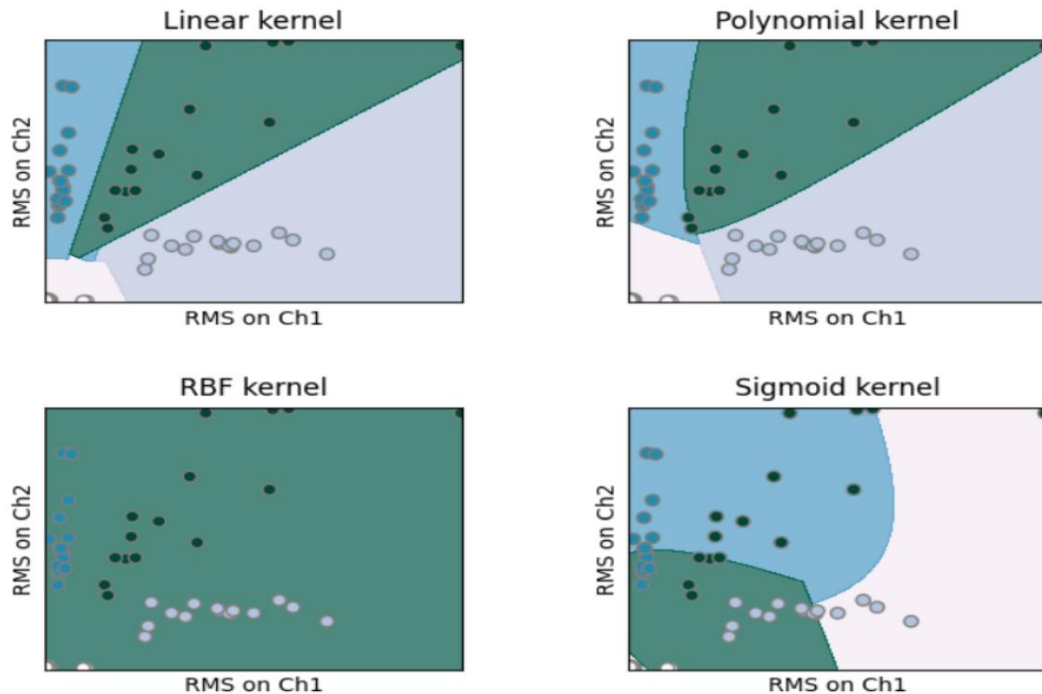 Linear kernel
Polynomial kernel
RMS on Ch2
RMS on Ch2
RMS on Ch1
RMS on Ch1
RBF kernel
Sigmoid kernel
RMS on Ch2
RMS on Ch2
RMS on Ch1
RMS on Ch1